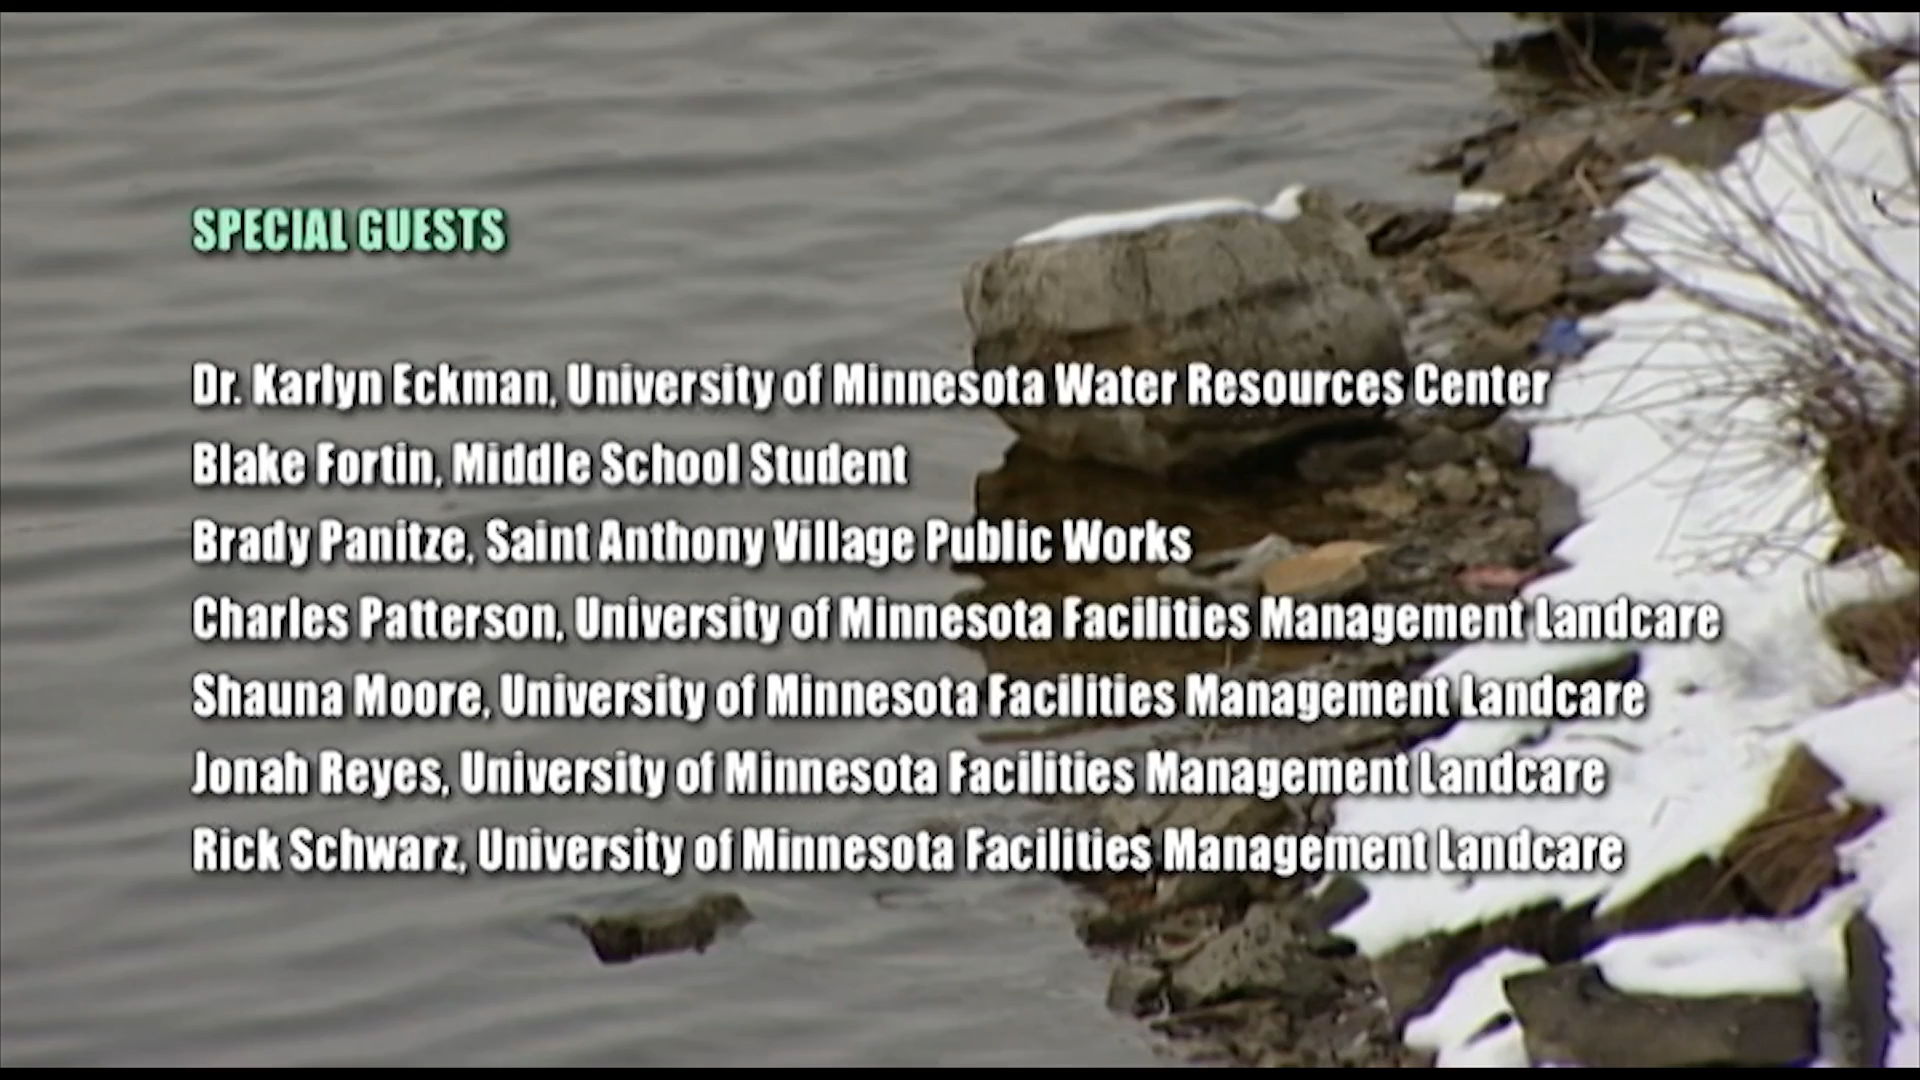 SPECIAL GUESTS
Dr. Karlyn Eckman, University of Minnesota Water Resources Center
Blake Fortin, Middle School Student
Brady Panitze, Saint Anthony Village Public Works
Charles Patterson, University of Minnesota Facilities Management Landcare
Shauna Moore, University of Minnesota Facilities Management Landcare
Jonah Reyes, University of Minnesota Facilities Management Landcare
Rick Schwarz, University of Minnesota Facilities Management Landcare